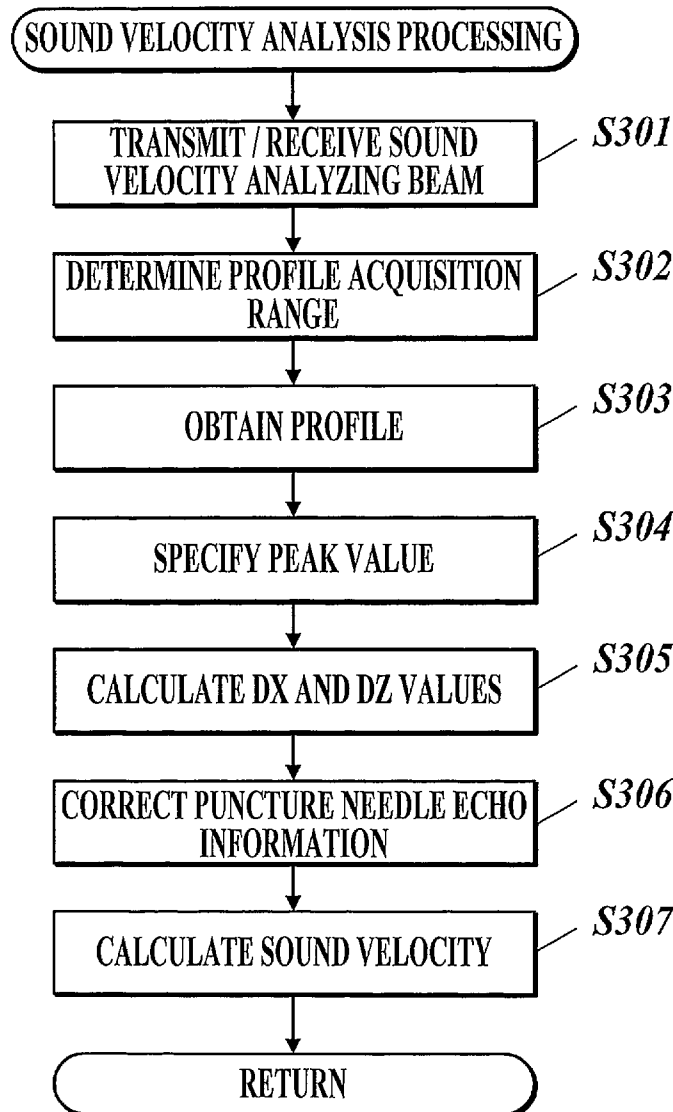 SOUND VELOCITY ANALYSIS PROCESSING
TRANSMIT / RECEIVE SOUND
VELOCITY ANALYZING BEAM
S301
DETERMINE PROFILE ACQUISITION
RANGE
S302
OBTAIN PROFILE
S303
SPECIFY PEAK VALUE
S304
CALCULATE DX AND DZ VALUES
S305
CORRECT PUNCTURE NEEDLE ECHO
INFORMATION
S306
CALCULATE SOUND VELOCITY
S307
RETURN